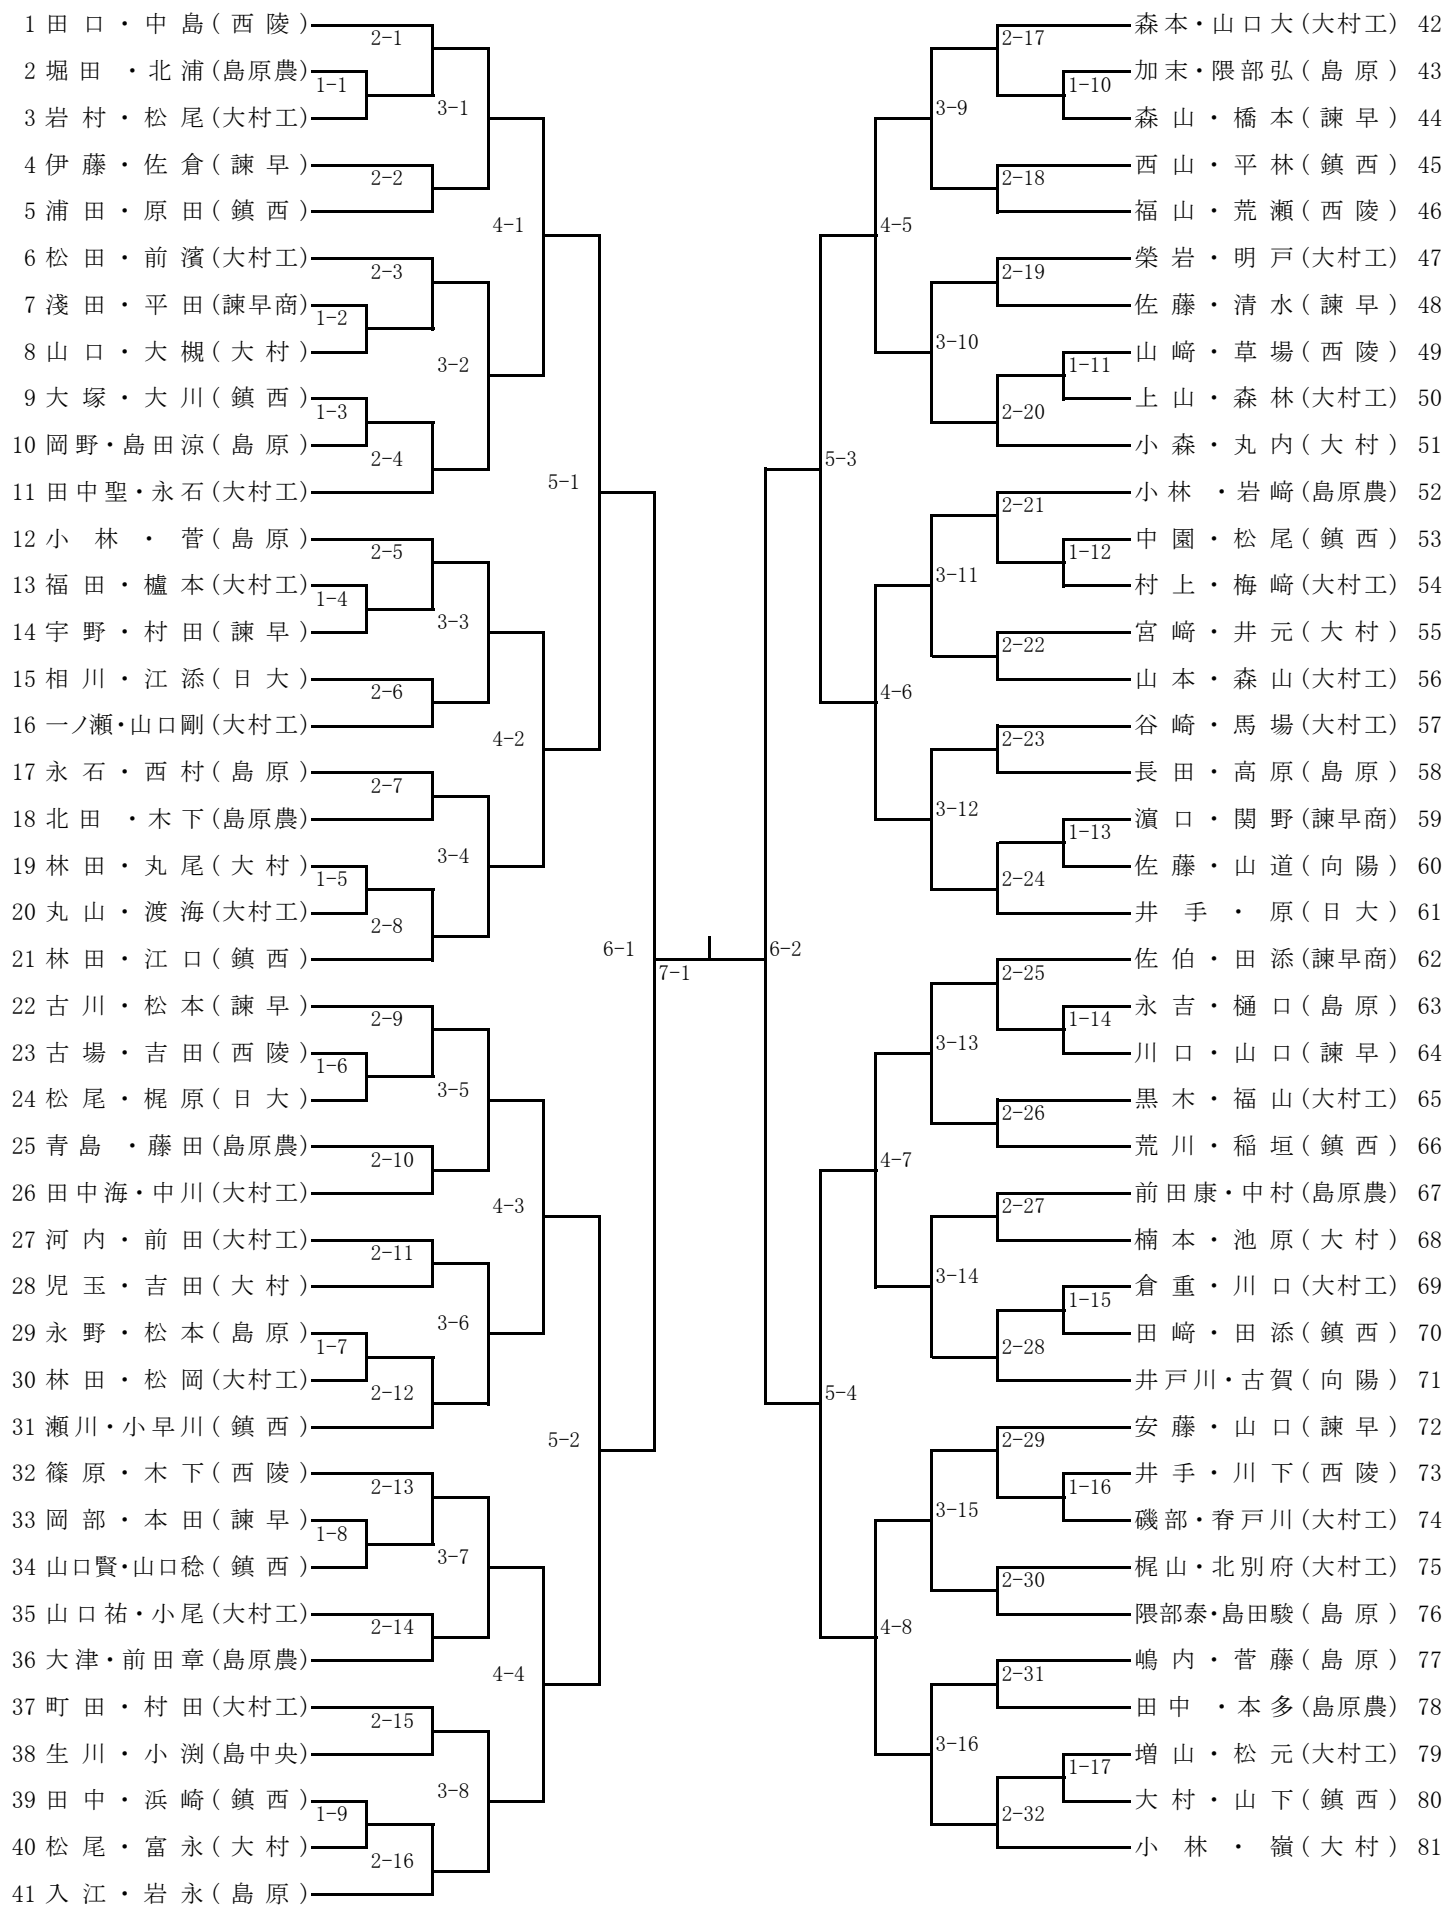 1 田口・中島(西陵)
2 堀田・北浦(島原農)
3 岩村・松尾(大村工)
4 伊藤・佐倉(諫早)
5 浦田・原田(鎮西)
6 松田・前濱(大村工)
7 淺田・平田(諫早商)
8 山口・大槻(大村)
9 大塚・大川(鎮西)
10 岡野・島田涼(島原)
11 田中聖・永石(大村工)
12 小林・菅(島原)
13 福田・櫨本(大村工)
14 宇野・村田(諫早)
15 相川・江添(日大)
16 一ノ瀬・山口剛(大村工)
17 永石・西村(島原)
18 北田・木下(島原農)
19 林田・丸尾(大村)
20 丸山・渡海(大村工)
21 林田・江口(鎮西)
22 古川・松本(諫早)
23 古場・吉田(西陵)
24 松尾・梶原(日大)
25 青島・藤田(島原農)
26 田中海・中川(大村工)
27 河内・前田(大村工)
28 児玉・吉田(大村)
29 永野・松本(島原)
30 林田・松岡(大村工)
31 瀬川・小早川(鎮西)
32 篠原・木下(西陵)
33 岡部・本田(諫早)
34 山口賢・山口稔(鎮西)
35 山口祐・小尾(大村工)
36 大津・前田章(島原農)
37 町田・村田(大村工)
38 生川・小渕(島中央)
39 田中・浜崎(鎮西)
40 松尾・富永(大村)
41 入江・岩永(島原)
1-1
1-2
1-3
1-4
1-5
1-6
1-7
1-8
1-9
2-1
2-2
2-3
2-4
2-5
2-6
2-7
2-8
2-9
2-10
2-11
2-12
2-13
2-14
2-15
2-16
3-1
3-2
3-3
3-4
3-5
3-6
3-7
3-8
4-1
4-2
4-3
4-4
5-1
5-2
6-1
7-1
6-2
5-3
5-4
4-5
4-6
4-7
4-8
3-9
3-10
3-11
3-12
3-13
3-14
3-15
3-16
2-17
2-18
2-19
2-20
2-21
2-22
2-23
2-24
2-25
2-26
2-27
2-28
2-29
2-30
2-31
2-32
1-10
1-11
1-12
1-13
1-14
1-15
1-16
1-17
森本・山口大(大村工) 42
加末・隈部弘(島原) 43
森山・橋本(諫早) 44
西山・平林(鎮西) 45
福山・荒瀬(西陵) 46
榮岩・明戸(大村工) 47
佐藤・清水(諫早) 48
山﨑・草場(西陵) 49
上山・森林(大村工) 50
小森・丸内(大村) 51
小林・岩﨑(島原農) 52
中園・松尾(鎮西) 53
村上・梅﨑(大村工) 54
宮﨑・井元(大村) 55
山本・森山(大村工) 56
谷崎・馬場(大村工) 57
長田・高原(島原) 58
濵口・関野(諫早商) 59
佐藤・山道(向陽) 60
井手・原(日大) 61
佐伯・田添(諫早商) 62
永吉・樋口(島原) 63
川口・山口(諫早) 64
黒木・福山(大村工) 65
荒川・稲垣(鎮西) 66
前田康・中村(島原農) 67
楠本・池原(大村) 68
倉重・川口(大村工) 69
田﨑・田添(鎮西) 70
井戸川・古賀(向陽) 71
安藤・山口(諫早) 72
井手・川下(西陵) 73
磯部・脊戸川(大村工) 74
梶山・北別府(大村工) 75
隈部泰・島田駿(島原) 76
嶋内・菅藤(島原) 77
田中・本多(島原農) 78
増山・松元(大村工) 79
大村・山下(鎮西) 80
小林・嶺(大村) 81